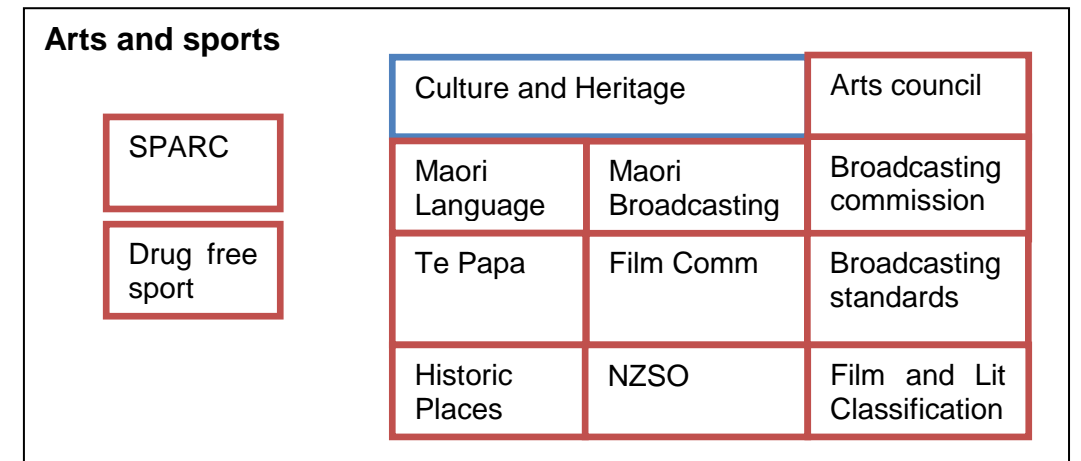 Arts and sports
SPARC
Drug free
sport
Culture and Heritage
Arts council
Maori
Language
Maori
Broadcasting
Broadcasting
commission
Te Papa
Film Comm
Broadcasting
standards
Historic
Places
NZSO
Film and Lit
Classification